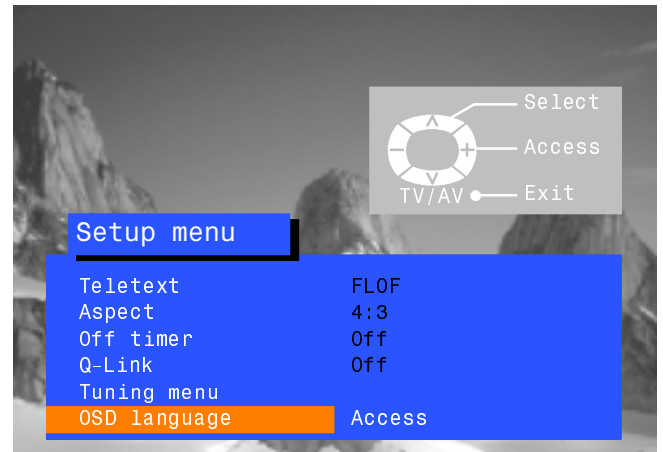 Select
Access
TV/AV Exit
Setup menu
Teletext FLOF
Aspect 4:3
Off timer Off
Q-Link Off
Tuning menu
OSD language Access